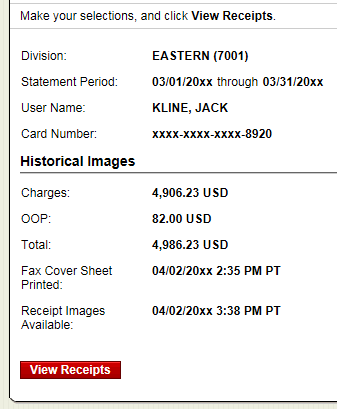 Make your selections, and click View Receipts.
Division: EASTERN (7001)
Statement Period: 03/01/20xx through 03/31/20xx
User Name: KLINE, JACK
Card Number: xxxx-xxxx-xxxx-8920
Historical Images
Charges: 4,906.23 USD
OOP: 82.00 USD
Total: 4,986.23 USD
Fax Cover Sheet 04/02/20xx 2:35 PM PT
Printed:
Receipt Images 04/02/20xx 3:38 PM PT
Available:
View Receipts